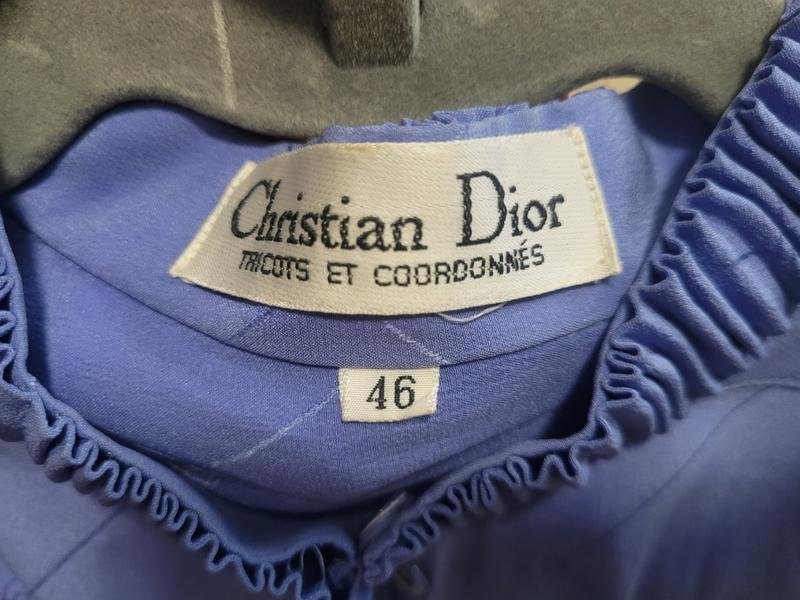 Christian Dior
TRICOTS ET COORDONNÉS
46